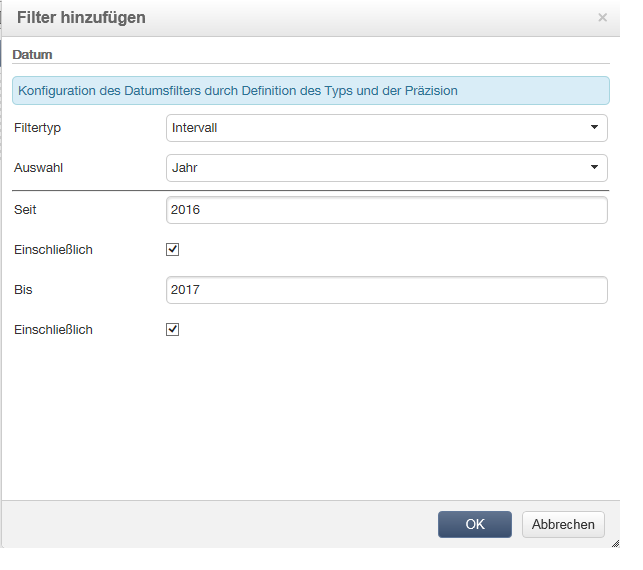 Filter hinzufügen
Datum
Konfiguration des Datumsfilters durch Definition des Typs und der Präzision
Filtertyp Intervall
Auswahl Jahr
Seit 2016
Einschließlich
Bis 2017
Einschließlich
OK Abbrechen